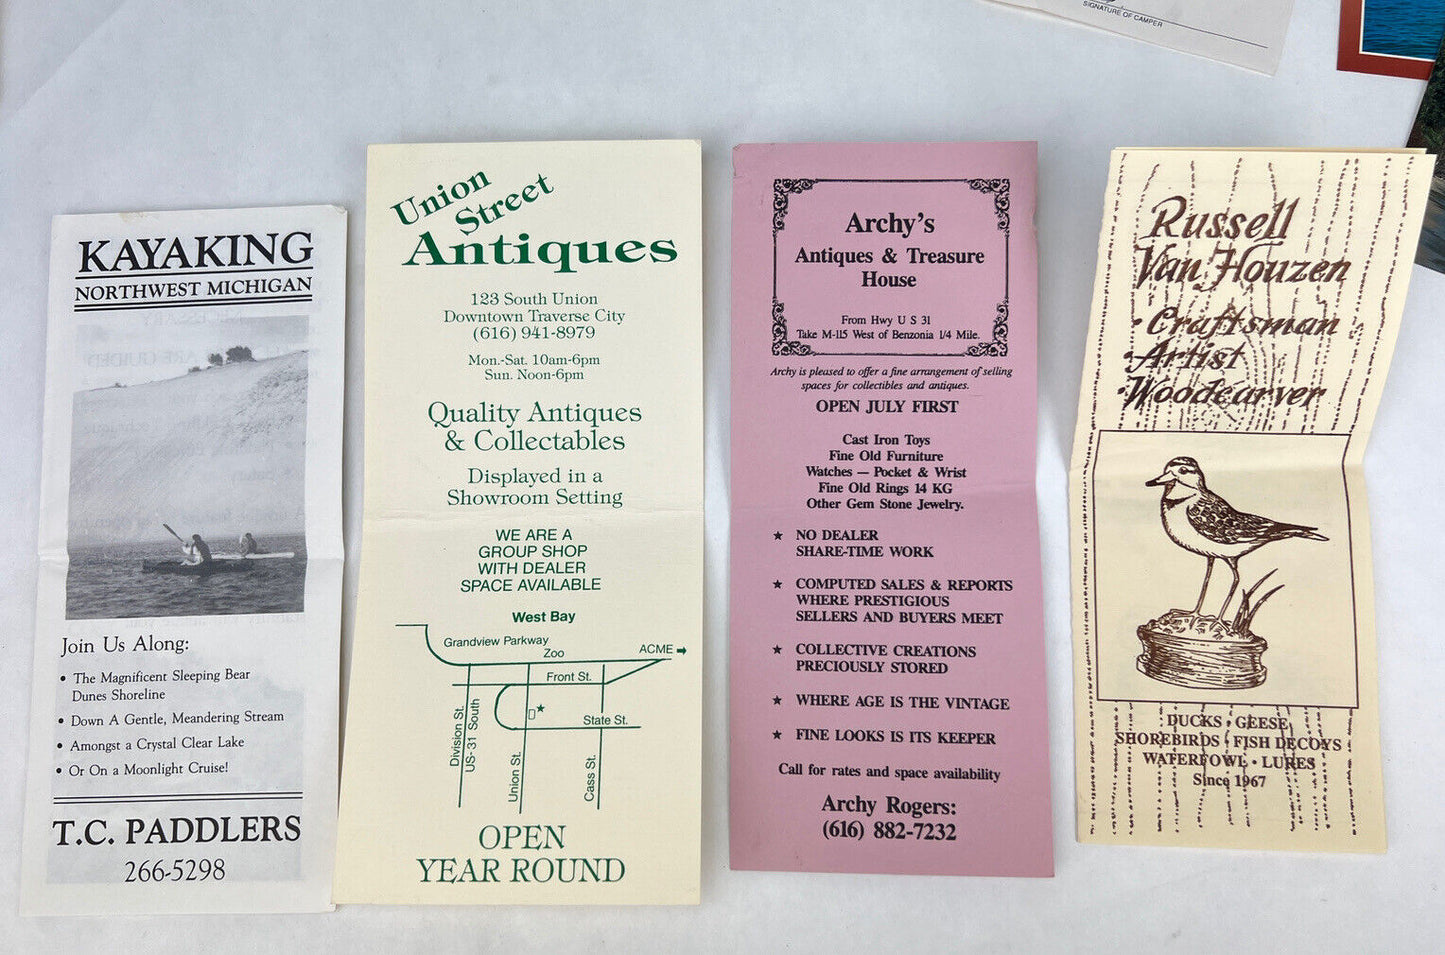 SIGNATURE OF CAMPER
KAYAKING
NORTHWEST MICHIGAN
Join Us Along:
• The Magnificent Sleeping Bear
Dunes Shoreline
• Down A Gentle, Meandering Stream
• Amongst a Crystal Clear Lake
• Or On a Moonlight Cruise!
T.C. PADDLERS
266-5298
Union
Street
Antiques
123 South Union
Downtown Traverse City
(616) 941-8979
Mon.-Sat. 10am-6pm
Sun. Noon-6pm
Quality Antiques
& Collectables
Displayed in a
Showroom Setting
WE ARE A
GROUP SHOP
WITH DEALER
SPACE AVAILABLE
West Bay
Grandview Parkway
Zoo
ACME
Front St.
State St.
Division St.
US-31 South
Union St.
Cass St.
OPEN
YEAR ROUND
Archy's
Antiques & Treasure
House
From Hwy U S 31
Take M-115 West of Benzonia 1/4 Mile.
Archy is pleased to offer a fine arrangement of selling
spaces for collectibles and antiques.
OPEN JULY FIRST
Cast Iron Toys
Fine Old Furniture
Watches — Pocket & Wrist
Fine Old Rings 14 KG
Other Gem Stone Jewelry.
★ NO DEALER
SHARE-TIME WORK
★ COMPUTED SALES & REPORTS
WHERE PRESTIGIOUS
SELLERS AND BUYERS MEET
★ COLLECTIVE CREATIONS
PRECIOUSLY STORED
★ WHERE AGE IS THE VINTAGE
★ FINE LOOKS IS ITS KEEPER
Call for rates and space availability
Archy Rogers:
(616) 882-7232
Russell
Van Houzen
• Craftsman
• Artist
• Woodcarver
DUCKS • GEESE
SHOREBIRDS • FISH DECOYS
WATERFOWL • LURES
Since 1967